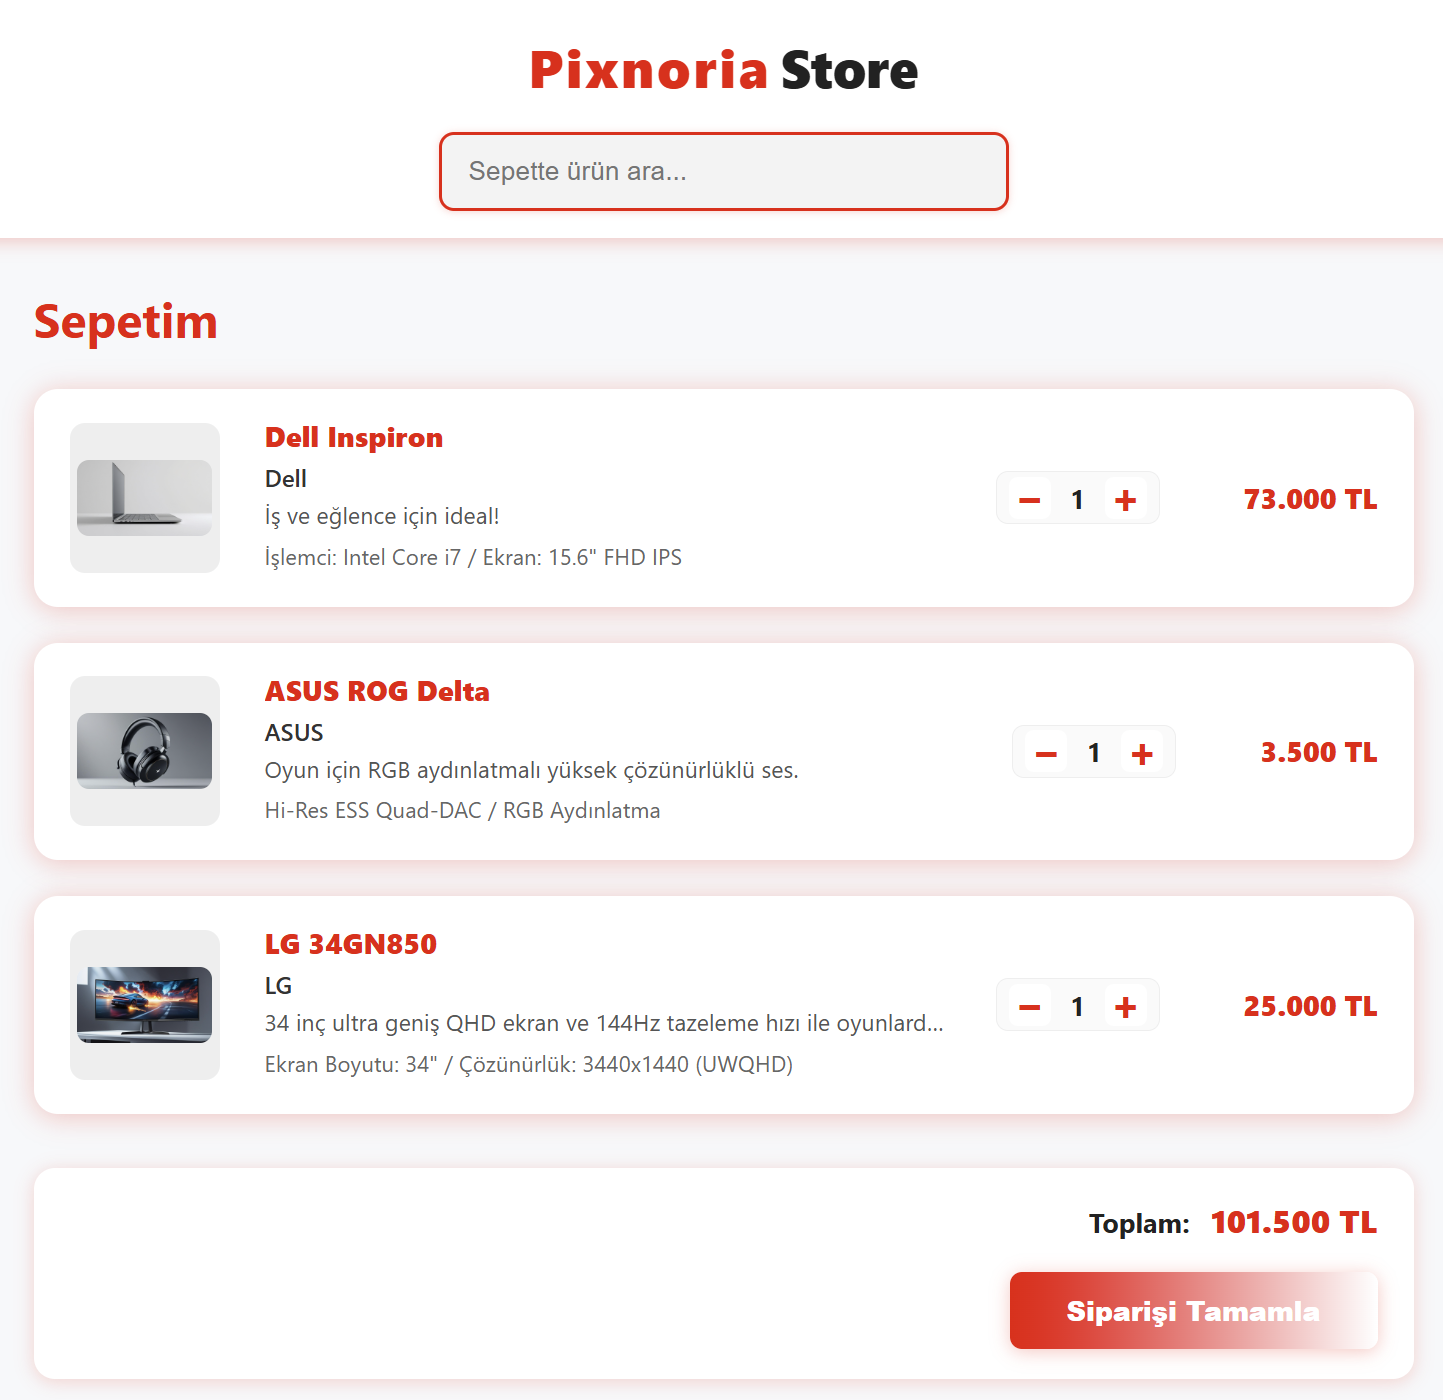 Pixnoria Store
Sepette ürün ara...
Sepetim
Dell Inspiron
Dell
İş ve eğlence için ideal!
İşlemci: Intel Core i7 / Ekran: 15.6" FHD IPS
− 1 +
73.000 TL
ASUS ROG Delta
ASUS
Oyun için RGB aydınlatmalı yüksek çözünürlüklü ses.
Hi-Res ESS Quad-DAC / RGB Aydınlatma
− 1 +
3.500 TL
LG 34GN850
LG
34 inç ultra geniş QHD ekran ve 144Hz tazeleme hızı ile oyunlard...
Ekran Boyutu: 34" / Çözünürlük: 3440x1440 (UWQHD)
− 1 +
25.000 TL
Toplam: 101.500 TL
Siparişi Tamamla